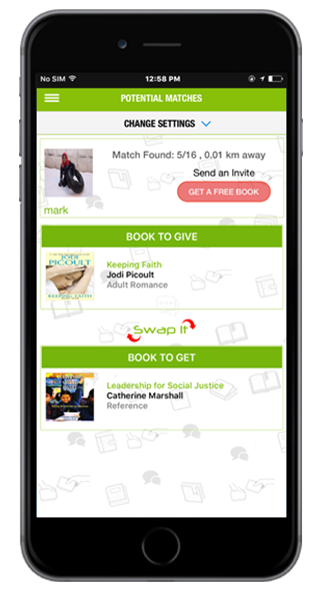 No SIM 12:58 PM
POTENTIAL MATCHES
CHANGE SETTINGS
Match Found: 5/16 , 0.01 km away
Send an Invite
GET A FREE BOOK
mark
BOOK TO GIVE
JODI
PICOULT
KEEPING FAITH
Keeping Faith
Jodi Picoult
Adult Romance
Swap It
BOOK TO GET
Leadership for Social Justice
Catherine Marshall
Reference